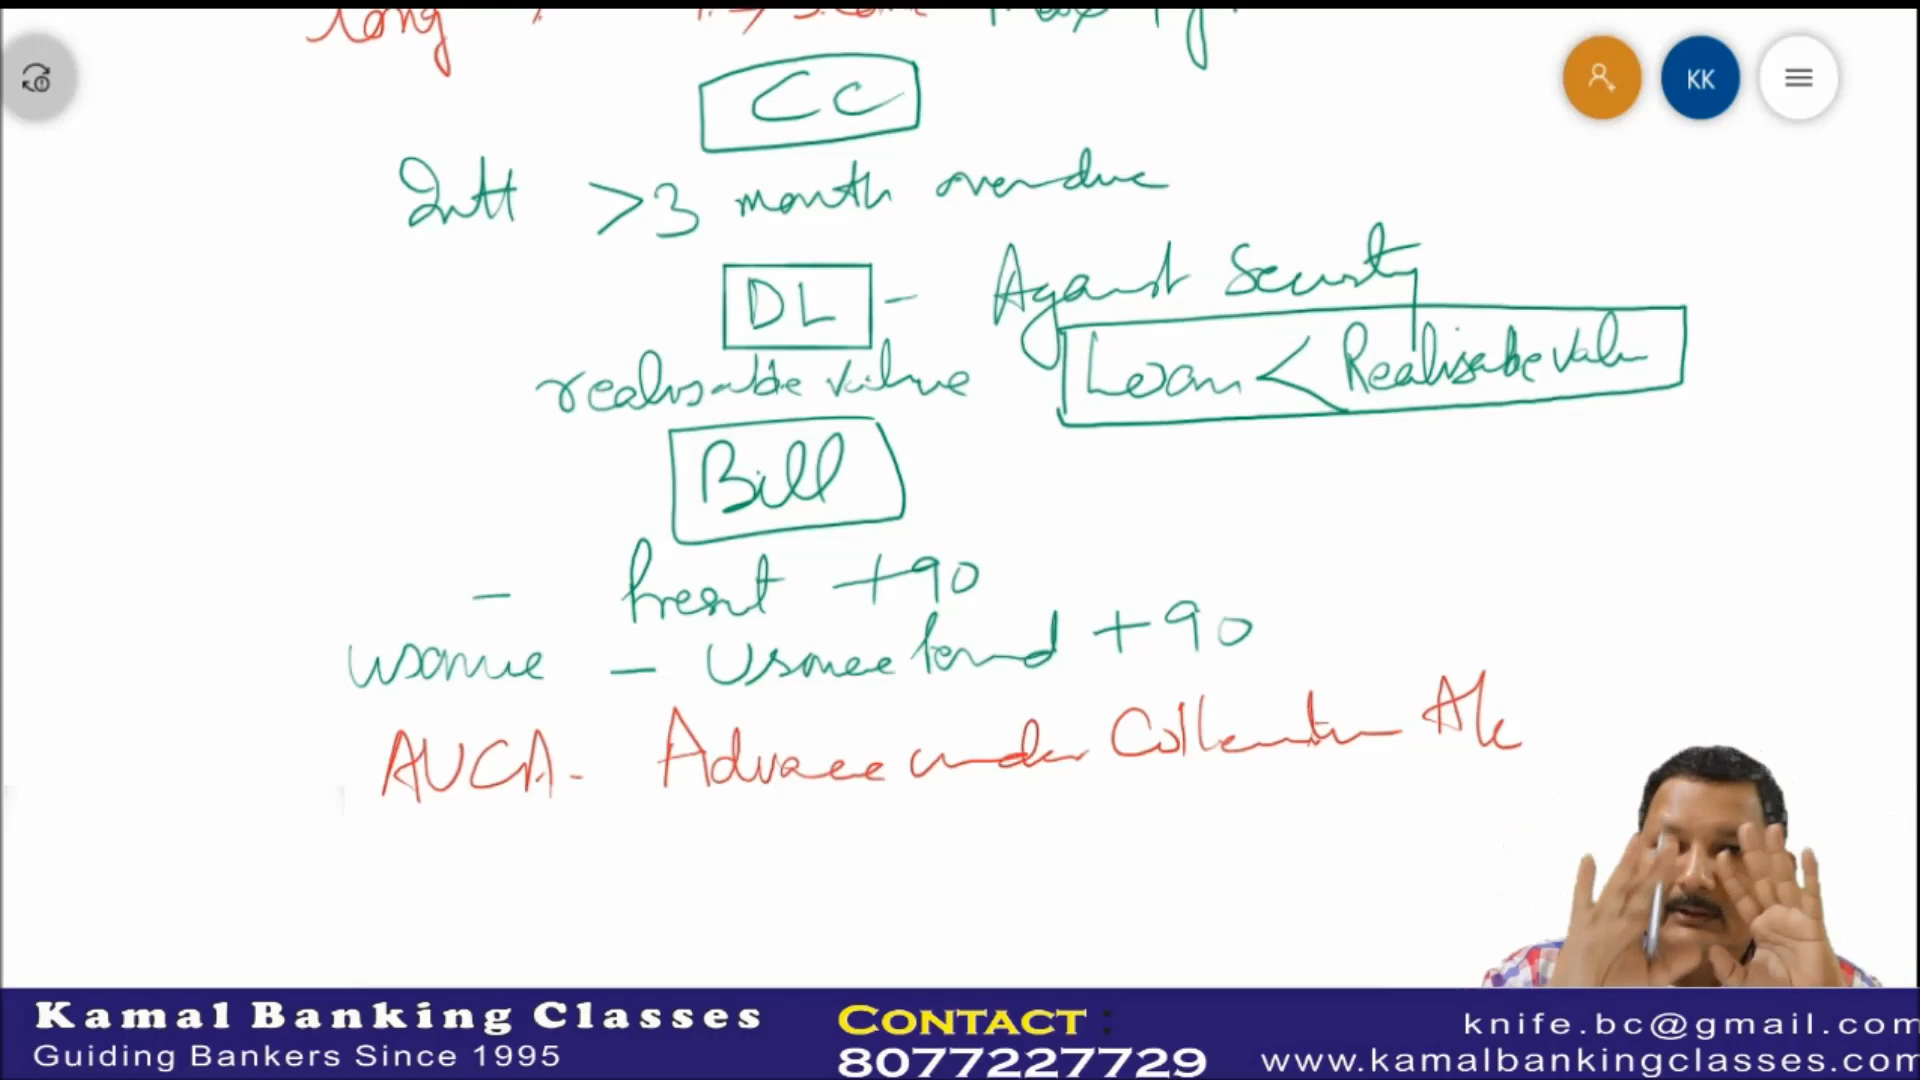 long
CC
KK
Intt >3 month overdue
DL - Against Security
realisable value Loan < Realisable value
Bill
- Present +90
usance - Usance period +90
AUCA - Advance under Collection A/c
Kamal Banking Classes
Guiding Bankers Since 1995
CONTACT :
8077227729
knife.bc@gmail.com
www.kamalbankingclasses.com